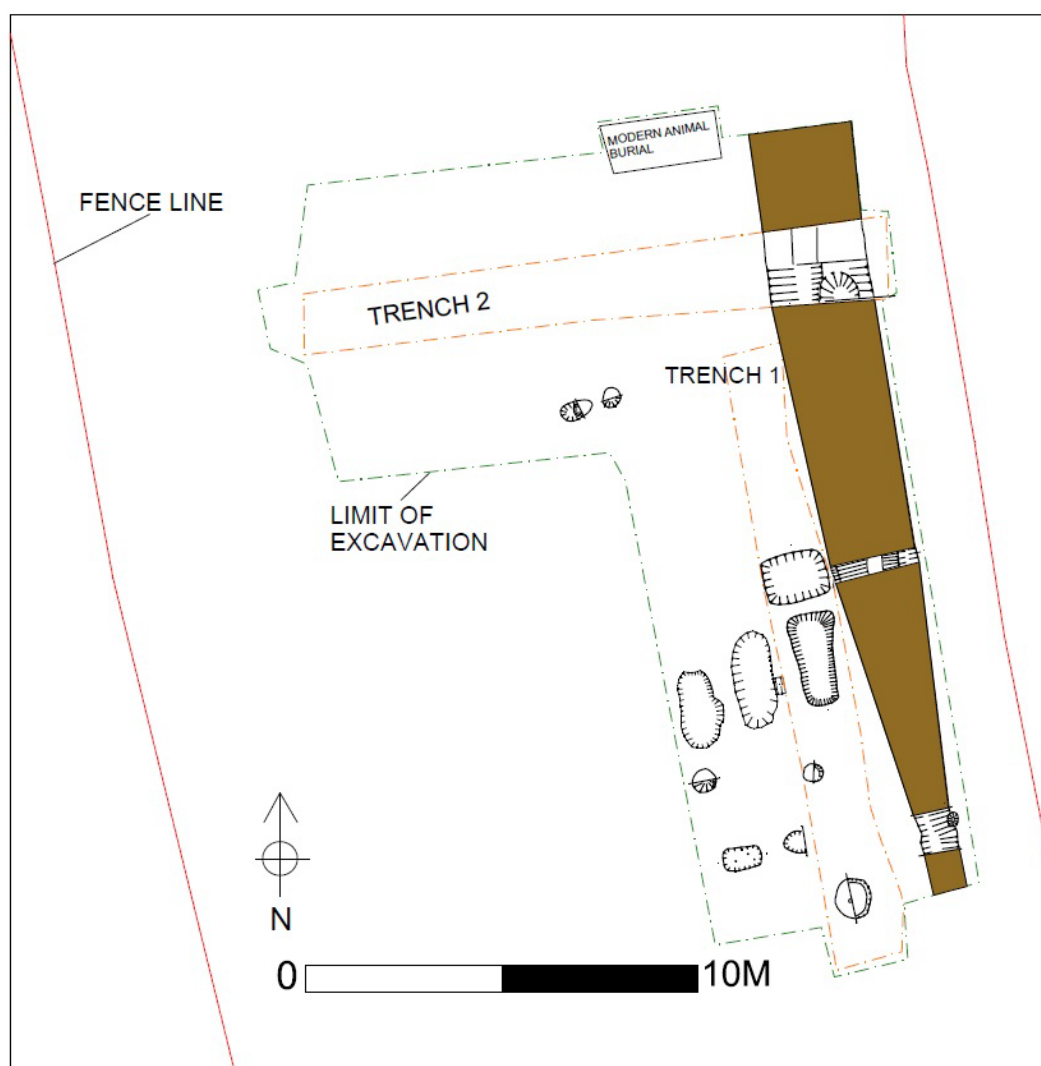 MODERN ANIMAL
BURIAL
FENCE LINE
TRENCH 2
TRENCH 1
LIMIT OF
EXCAVATION
N
0
10M